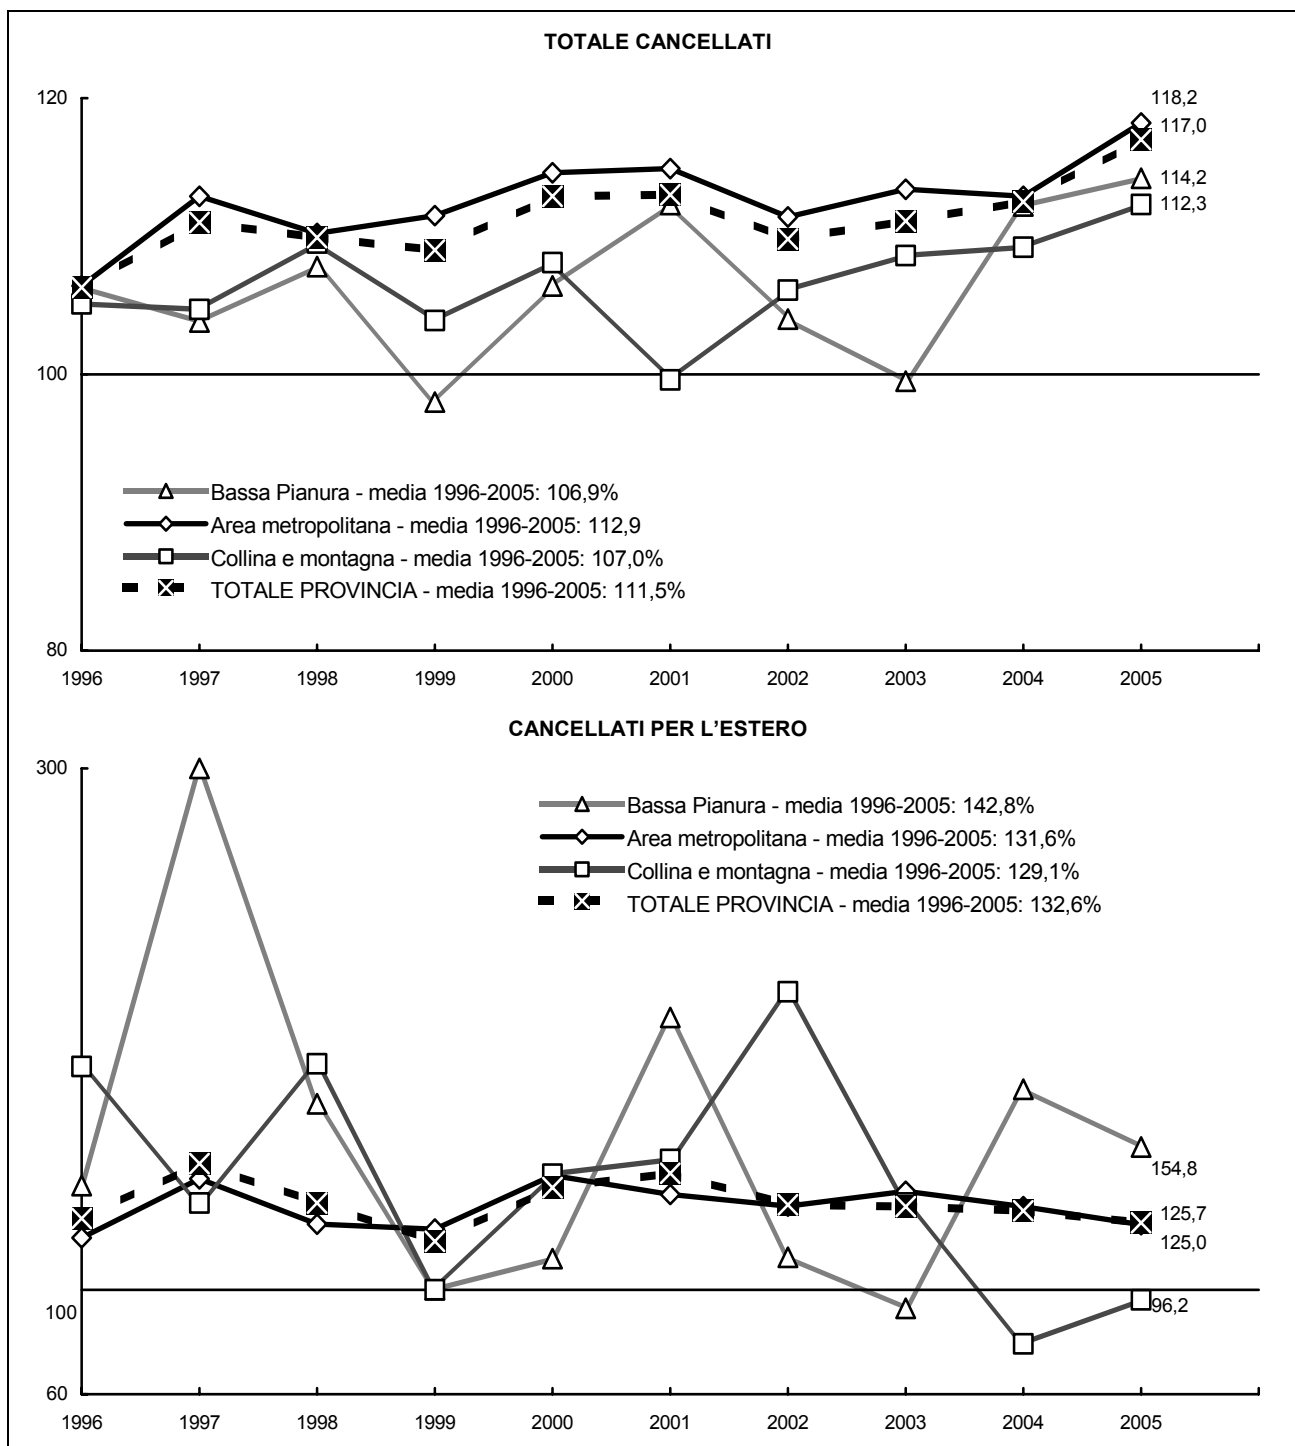 TOTALE CANCELLATI
120
118,2
117,0
114,2
112,3
100
Bassa Pianura - media 1996-2005: 106,9%
Area metropolitana - media 1996-2005: 112,9
Collina e montagna - media 1996-2005: 107,0%
TOTALE PROVINCIA - media 1996-2005: 111,5%
80
1996 1997 1998 1999 2000 2001 2002 2003 2004 2005
CANCELLATI PER L'ESTERO
300
Bassa Pianura - media 1996-2005: 142,8%
Area metropolitana - media 1996-2005: 131,6%
Collina e montagna - media 1996-2005: 129,1%
TOTALE PROVINCIA - media 1996-2005: 132,6%
154,8
125,7
125,0
100
96,2
60
1996 1997 1998 1999 2000 2001 2002 2003 2004 2005